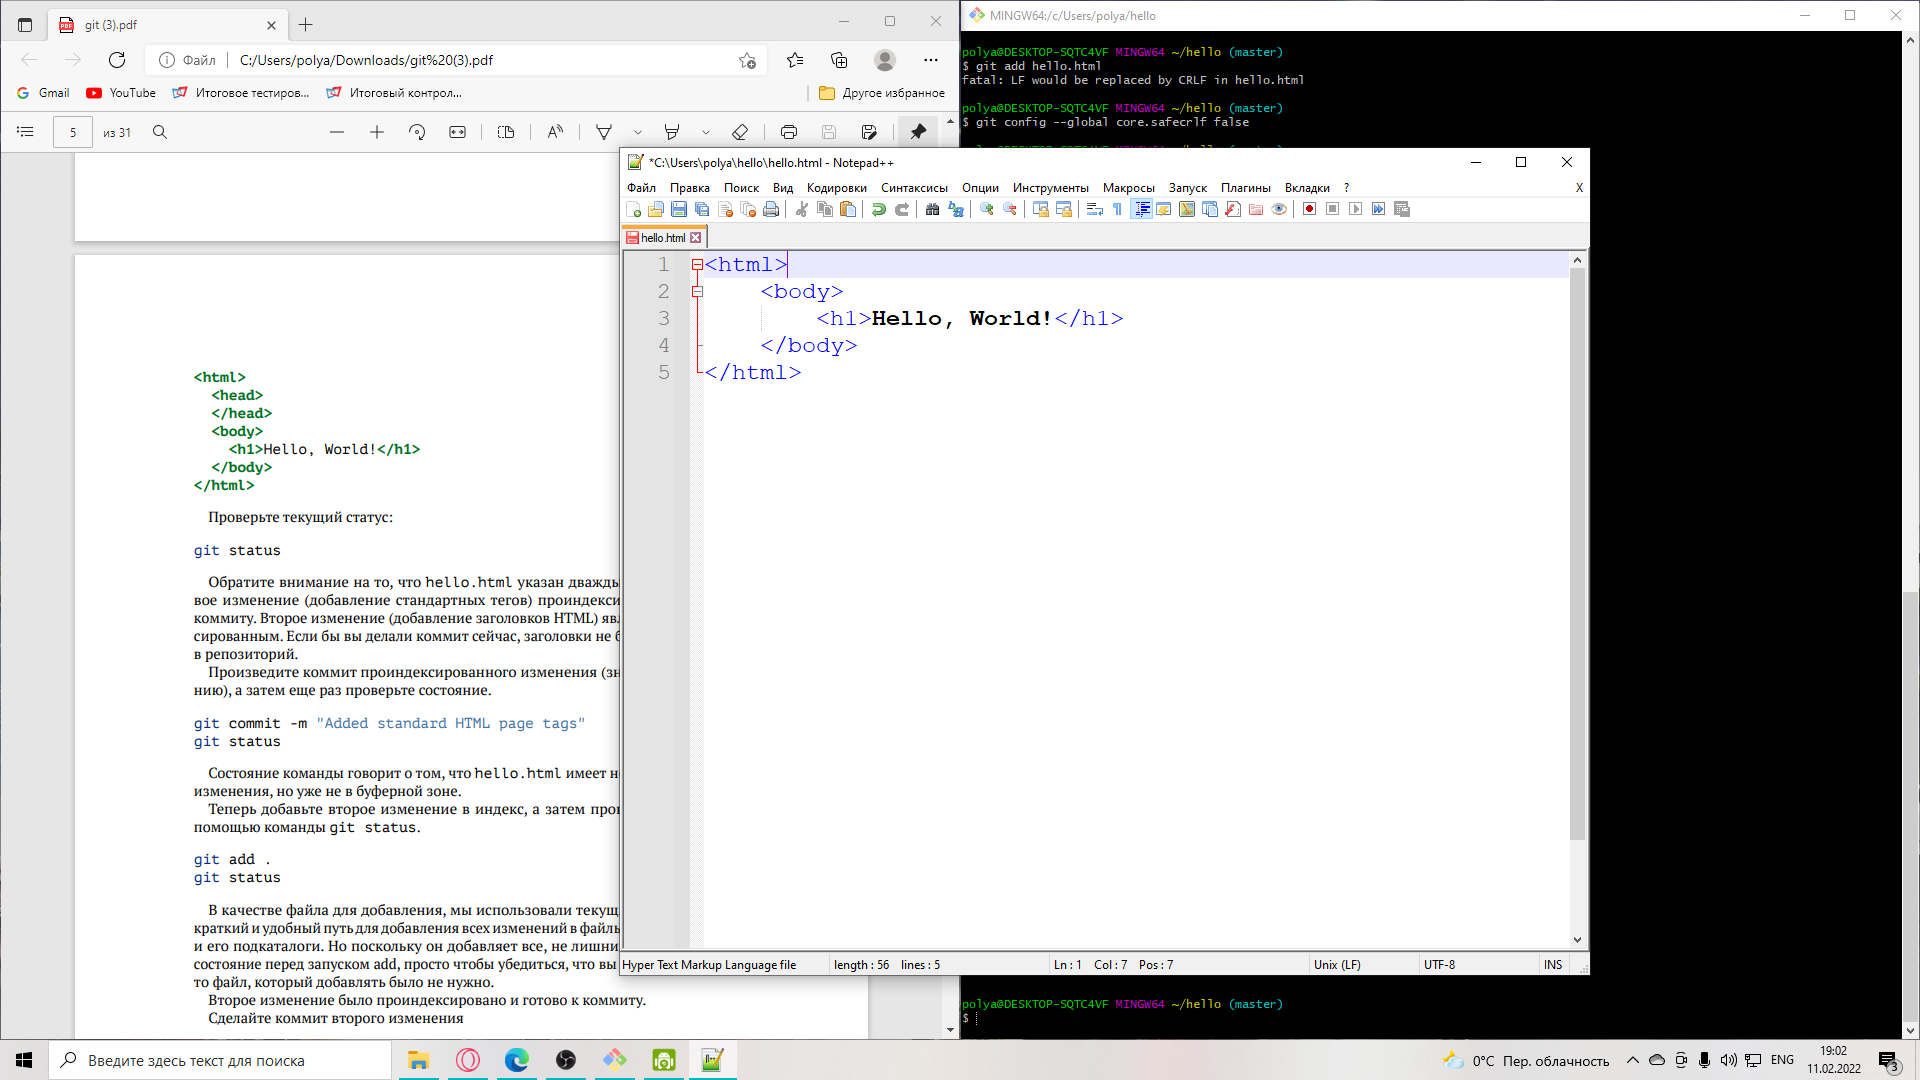 git (3).pdf
Файл
C:/Users/polya/Downloads/git%20(3).pdf
Gmail
YouTube
Итоговое тестиров...
Итоговый контрол...
Другое избранное
5
из 31
<html>
<head>
</head>
<body>
<h1>Hello, World!</h1>
</body>
</html>
Проверьте текущий статус:
git status
Обратите внимание на то, что hello.html указан дважды
вое изменение (добавление стандартных тегов) проиндекси
коммиту. Второе изменение (добавление заголовков HTML) яв
сированным. Если бы вы делали коммит сейчас, заголовки не
в репозиторий.
Произведите коммит проиндексированного изменения (зн
нию), а затем еще раз проверьте состояние.
git commit -m "Added standard HTML page tags"
git status
Состояние команды говорит о том, что hello.html имеет
изменения, но уже не в буферной зоне.
Теперь добавьте второе изменение в индекс, а затем про
помощью команды git status.
git add .
git status
В качестве файла для добавления, мы использовали текущ
краткий и удобный путь для добавления всех изменений в файлы
и его подкаталоги. Но поскольку он добавляет все, не лишни
состояние перед запуском add, просто чтобы убедиться, что вы
то файл, который добавлять было не нужно.
Второе изменение было проиндексировано и готово к коммиту.
Сделайте коммит второго изменения
MINGW64:/c/Users/polya/hello
polya@DESKTOP-SQTC4VF MINGW64 ~/hello (master)
$ git add hello.html
fatal: LF would be replaced by CRLF in hello.html
polya@DESKTOP-SQTC4VF MINGW64 ~/hello (master)
$ git config --global core.safecrlf false
*C:\Users\polya\hello\hello.html - Notepad++
Файл Правка Поиск Вид Кодировки Синтаксисы Опции Инструменты Макросы Запуск Плагины Вкладки ? X
hello.html
1 <html>
2 <body>
3 <h1>Hello, World!</h1>
4 </body>
5 </html>
Hyper Text Markup Language file length : 56 lines : 5 Ln : 1 Col : 7 Pos : 7 Unix (LF) UTF-8 INS
polya@DESKTOP-SQTC4VF MINGW64 ~/hello (master)
$
Введите здесь текст для поиска
0°C Пер. облачность
ENG
19:02
11.02.2022
3